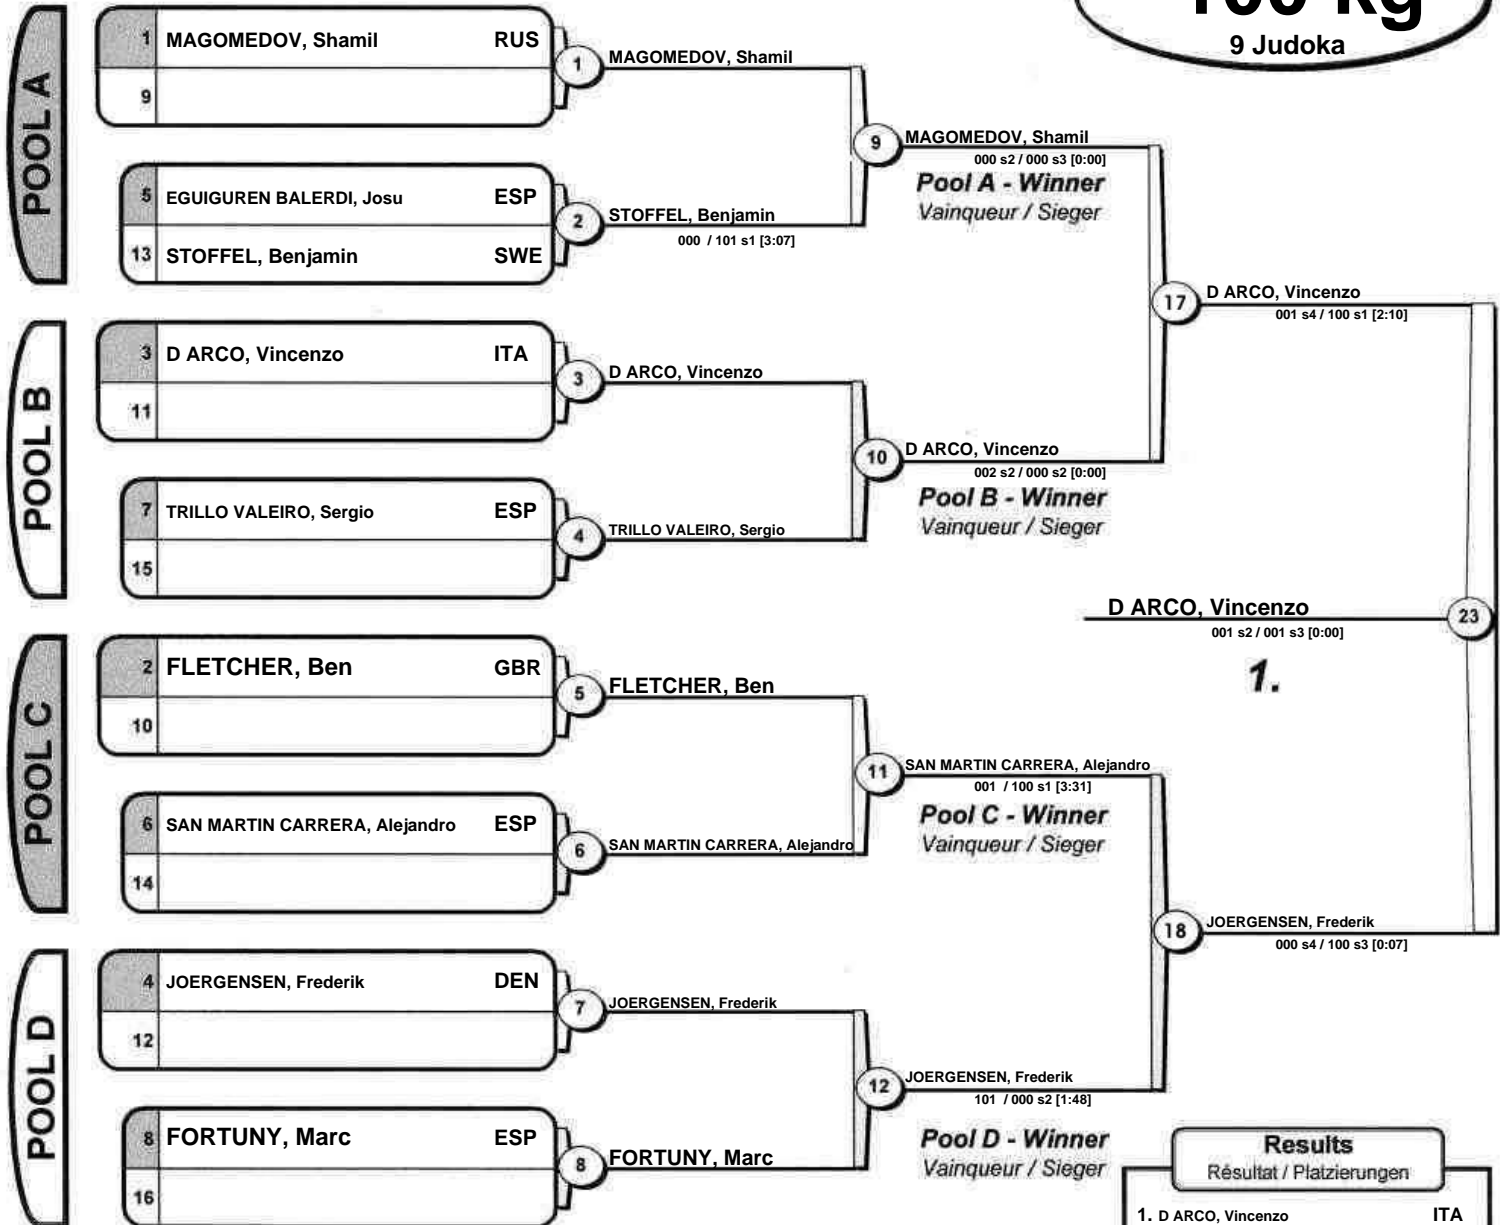 100 kg
9 Judoka
POOL A
1 MAGOMEDOV, Shamil RUS
9
5 EGUIGUREN BALERDI, Josu ESP
13 STOFFEL, Benjamin SWE
1 MAGOMEDOV, Shamil
2 STOFFEL, Benjamin
000 / 101 s1 [3:07]
9 MAGOMEDOV, Shamil
000 s2 / 000 s3 [0:00]
Pool A - Winner
Vainqueur / Sieger
POOL B
3 D ARCO, Vincenzo ITA
11
7 TRILLO VALEIRO, Sergio ESP
15
3 D ARCO, Vincenzo
4 TRILLO VALEIRO, Sergio
10 D ARCO, Vincenzo
002 s2 / 000 s2 [0:00]
Pool B - Winner
Vainqueur / Sieger
17 D ARCO, Vincenzo
001 s4 / 100 s1 [2:10]
D ARCO, Vincenzo 23
001 s2 / 001 s3 [0:00]
1.
POOL C
2 FLETCHER, Ben GBR
10
6 SAN MARTIN CARRERA, Alejandro ESP
14
5 FLETCHER, Ben
6 SAN MARTIN CARRERA, Alejandro
11 SAN MARTIN CARRERA, Alejandro
001 / 100 s1 [3:31]
Pool C - Winner
Vainqueur / Sieger
POOL D
4 JOERGENSEN, Frederik DEN
12
8 FORTUNY, Marc ESP
16
7 JOERGENSEN, Frederik
8 FORTUNY, Marc
12 JOERGENSEN, Frederik
101 / 000 s2 [1:48]
Pool D - Winner
Vainqueur / Sieger
18 JOERGENSEN, Frederik
000 s4 / 100 s3 [0:07]
Results
Résultat / Platzierungen
1. D ARCO, Vincenzo ITA